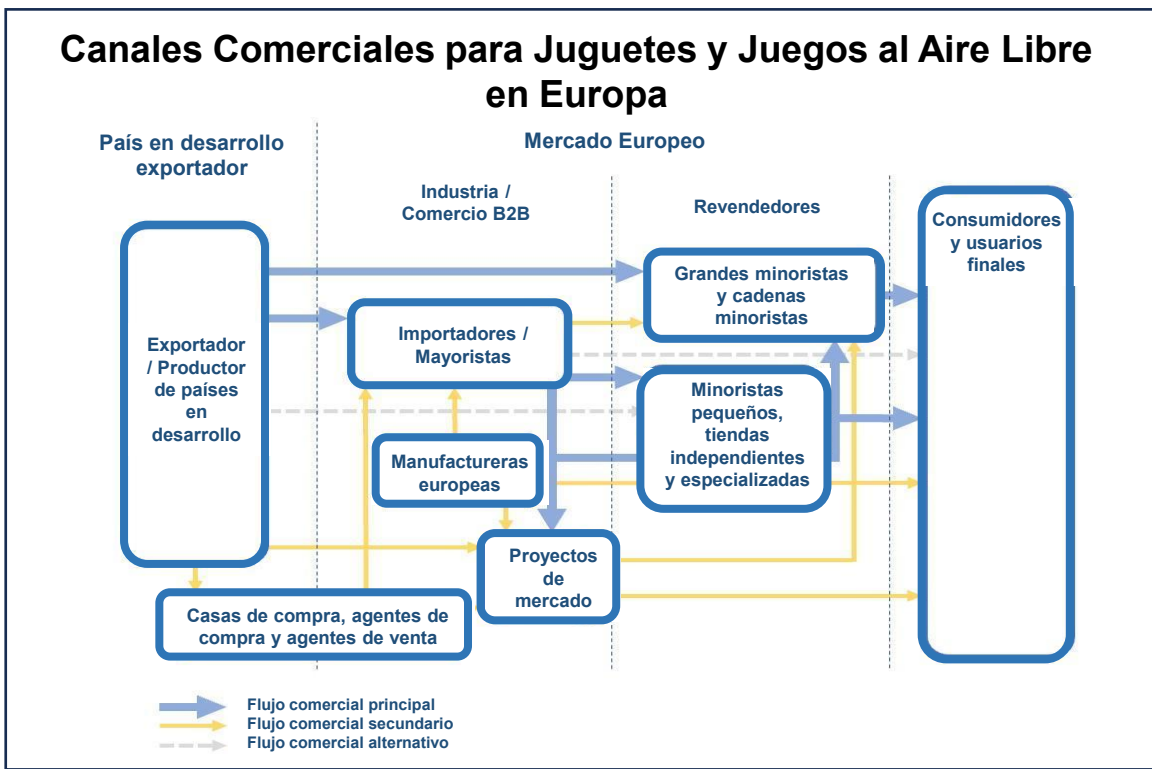 Canales Comerciales para Juguetes y Juegos al Aire Libre
en Europa
País en desarrollo
exportador
Mercado Europeo
Industria /
Comercio B2B
Revendedores
Exportador
/ Productor
de países
en
desarrollo
Importadores /
Mayoristas
Manufactureras
europeas
Casas de compra, agentes de
compra y agentes de venta
Proyectos
de
mercado
Grandes minoristas
y cadenas
minoristas
Minoristas
pequeños,
tiendas
independientes
y especializadas
Consumidores
y usuarios
finales
Flujo comercial principal
Flujo comercial secundario
Flujo comercial alternativo